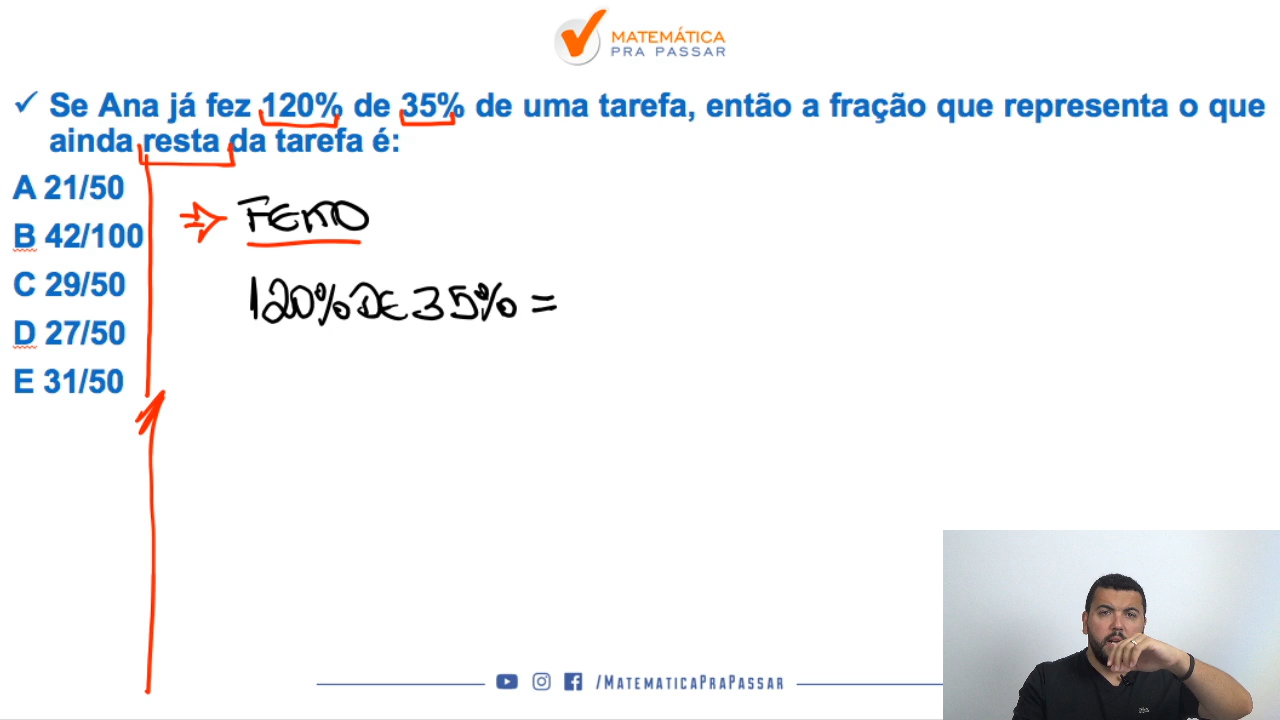 MATEMÁTICA
PRA PASSAR
✓ Se Ana já fez 120% de 35% de uma tarefa, então a fração que representa o que
ainda resta da tarefa é:
A 21/50
B 42/100
C 29/50
D 27/50
E 31/50
FEITO
120% DE 35% =
/MATEMATICAPRAPASSAR